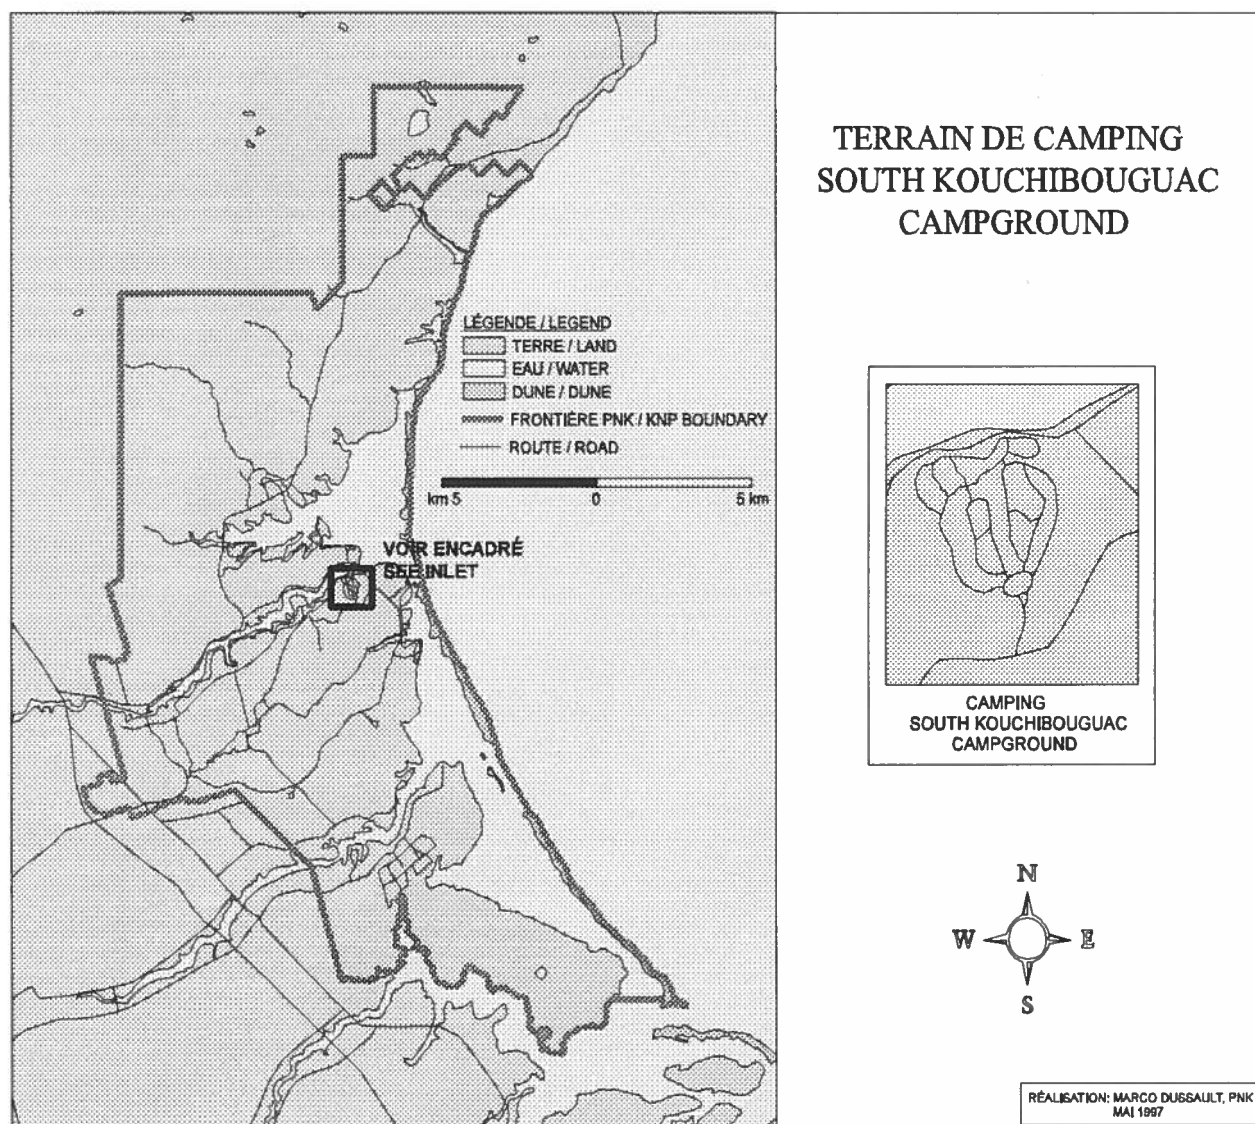 TERRAIN DE CAMPING
SOUTH KOUCHIBOUGUAC
CAMPGROUND
LÉGENDE / LEGEND
TERRE / LAND
EAU / WATER
DUNE / DUNE
FRONTIÈRE PNK / KNP BOUNDARY
ROUTE / ROAD
km 5 0 5 km
VOIR ENCADRÉ
SEE INLET
CAMPING
SOUTH KOUCHIBOUGUAC
CAMPGROUND
N
W E
S
RÉALISATION: MARCO DUSSAULT, PNK
MAI 1997